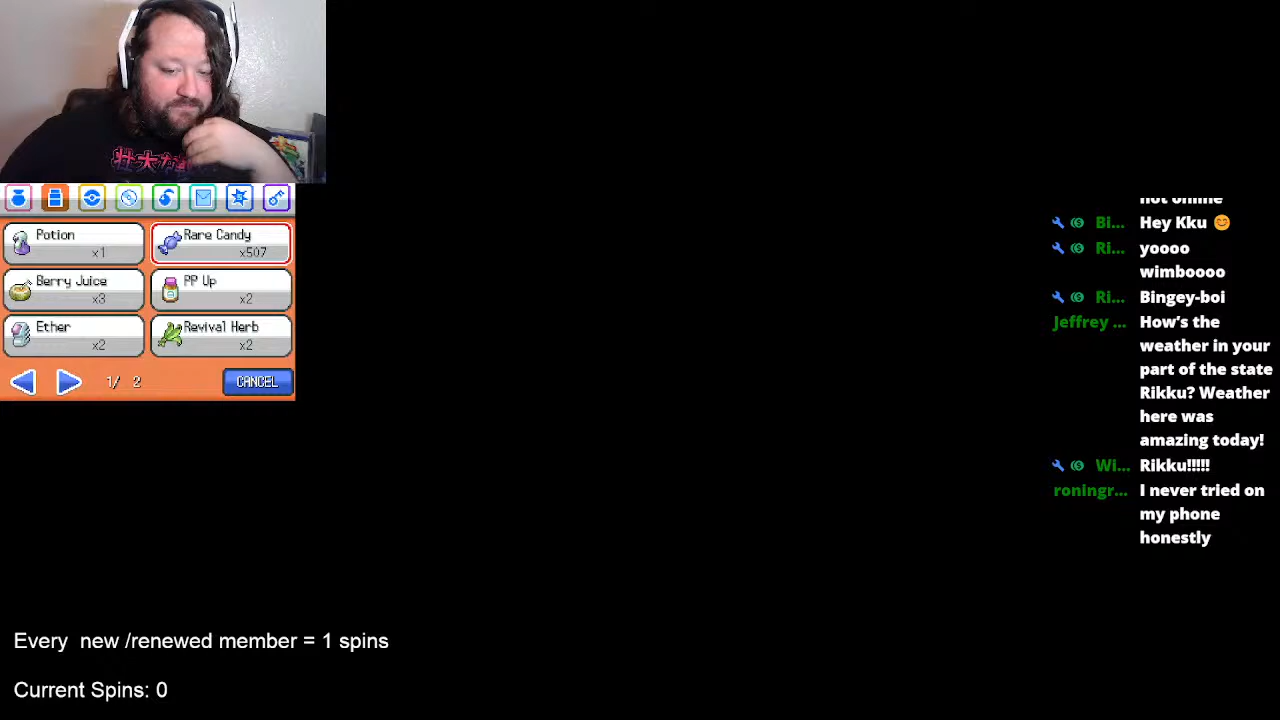 Potion
x1
Rare Candy
x507
Berry Juice
x3
PP Up
x2
Ether
x2
Revival Herb
x2
1/ 2
CANCEL
not online
Bi... Hey Kku 😊
Ri... yoooo
wimboooo
Ri... Bingey-boi
Jeffrey ... How's the
weather in your
part of the state
Rikku? Weather
here was
amazing today!
Wi... Rikku!!!!!
roningr... I never tried on
my phone
honestly
Every new /renewed member = 1 spins
Current Spins: 0